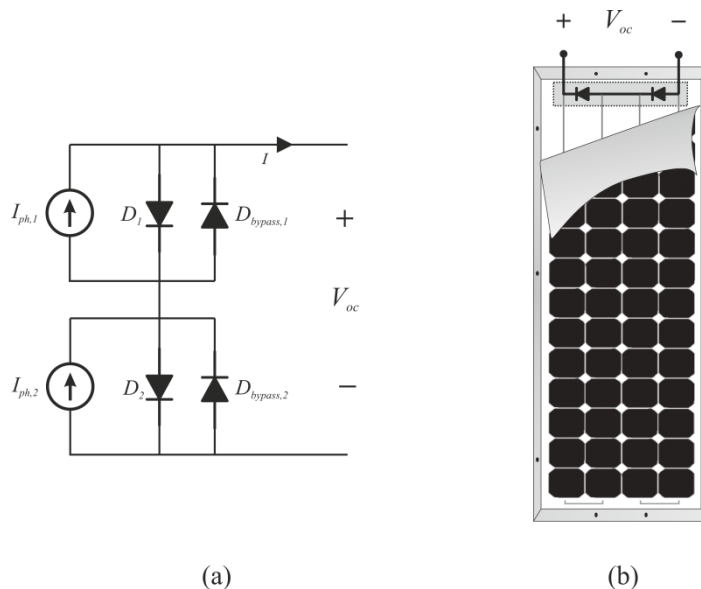 + V_oc −
I
I_ph,1
D_1
D_bypass,1
+
V_oc
I_ph,2
D_2
D_bypass,2
−
(a)
(b)